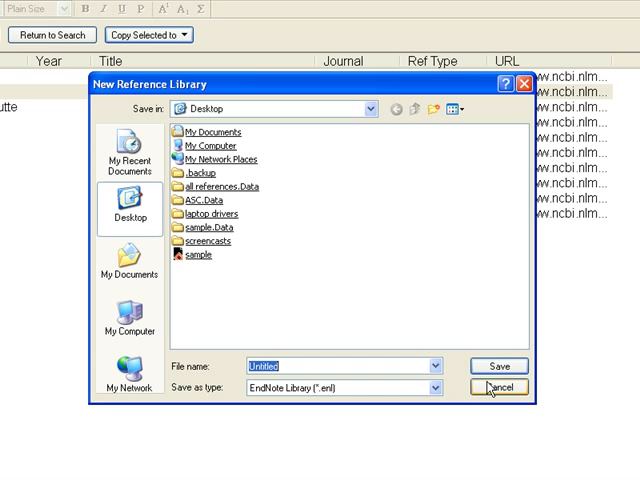 Plain Size B I U P A¹ A₁ Σ
Return to Search Copy Selected to
Year Title Journal Ref Type URL
New Reference Library
Save in: Desktop
ww.ncbi.nlm...
ww.ncbi.nlm...
utte
ww.ncbi.nlm...
ww.ncbi.nlm...
ww.ncbi.nlm...
ww.ncbi.nlm...
ww.ncbi.nlm...
ww.ncbi.nlm...
ww.ncbi.nlm...
ww.ncbi.nlm...
My Recent
Documents
Desktop
My Documents
My Computer
My Network
My Documents
My Computer
My Network Places
.backup
all references.Data
ASC.Data
laptop drivers
sample.Data
screencasts
sample
File name: Untitled Save
Save as type: EndNote Library (*.enl) Cancel